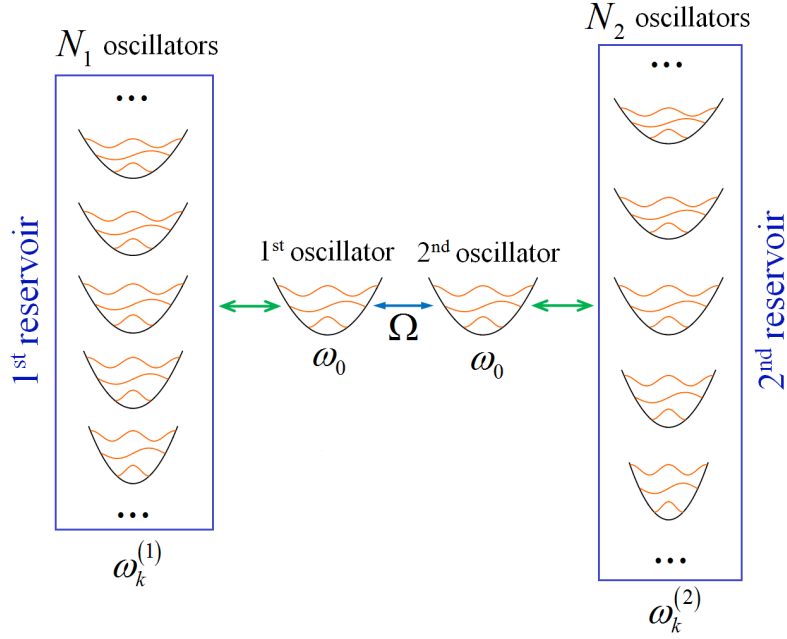 N₁ oscillators
N₂ oscillators
...
...
1st reservoir
1st oscillator
2nd oscillator
2nd reservoir
Ω
ω₀
ω₀
...
...
ωₖ⁽¹⁾
ωₖ⁽²⁾